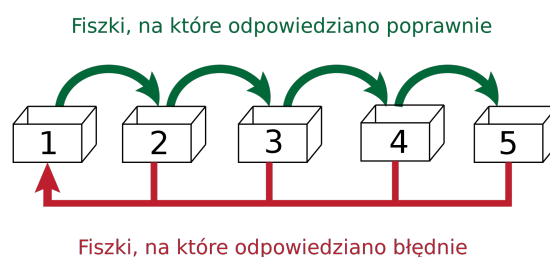 Fiszki, na które odpowiedziano poprawnie
1 2 3 4 5
Fiszki, na które odpowiedziano błędnie